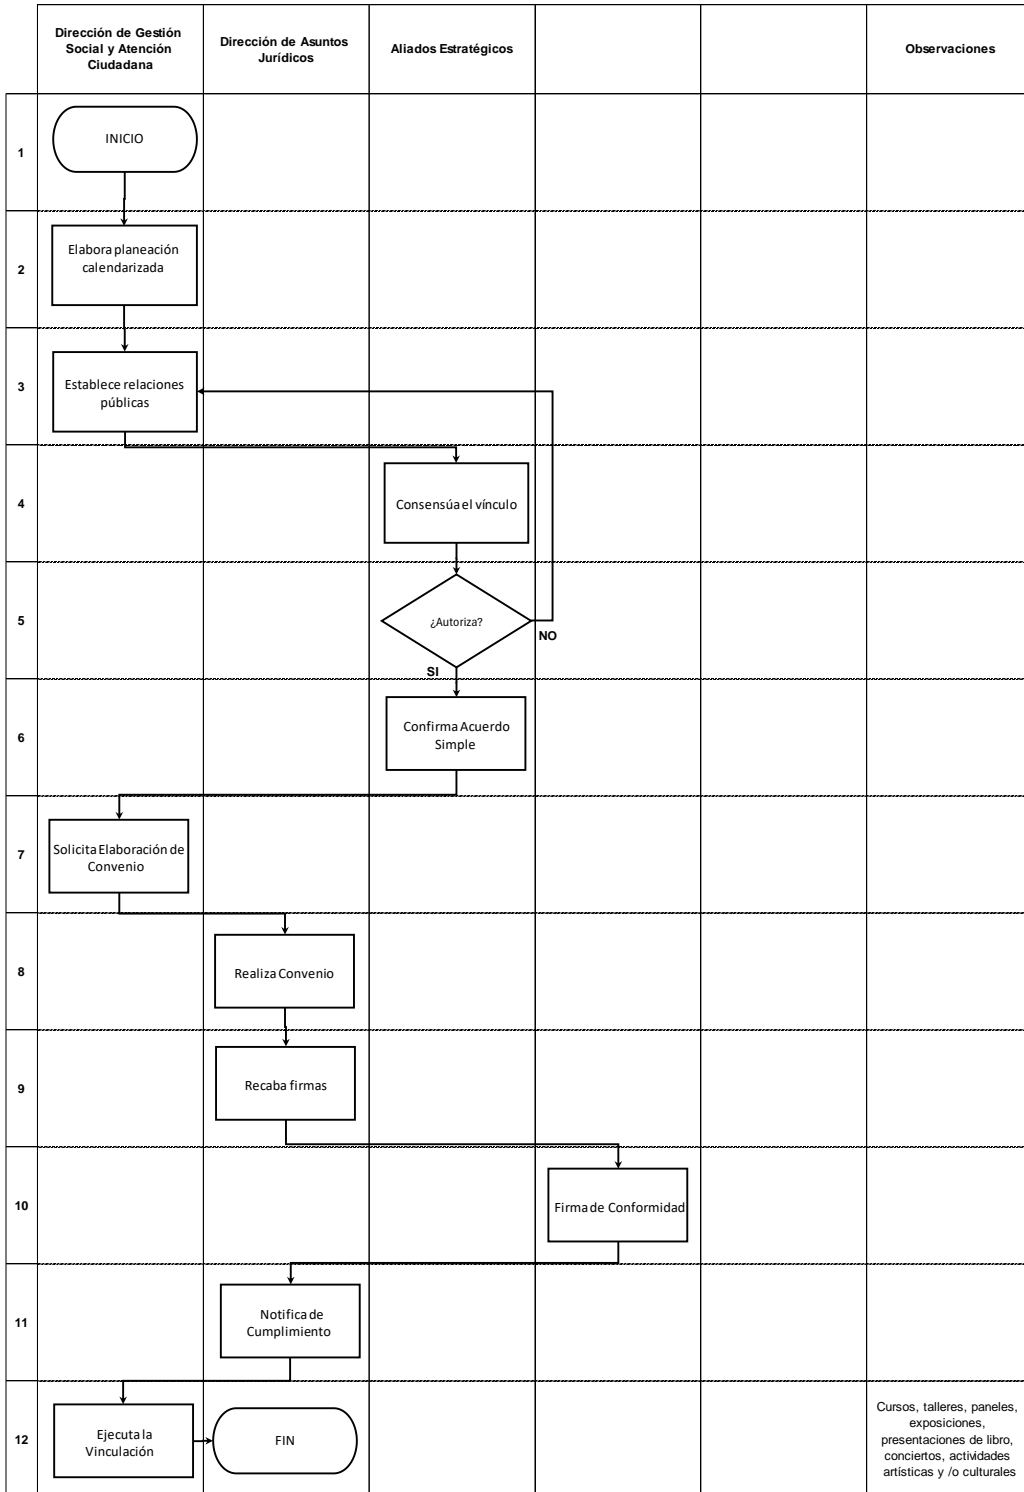 Dirección de Gestión
Social y Atención
Ciudadana
Dirección de Asuntos
Jurídicos
Aliados Estratégicos
Observaciones
1
INICIO
2
Elabora planeación
calendarizada
3
Establece relaciones
públicas
4
Consensúa el vínculo
5
¿Autoriza?
NO
SI
6
Confirma Acuerdo
Simple
7
Solicita Elaboración de
Convenio
8
Realiza Convenio
9
Recaba firmas
10
Firma de Conformidad
11
Notifica de
Cumplimiento
12
Ejecuta la
Vinculación
FIN
Cursos, talleres, paneles,
exposiciones,
presentaciones de libro,
conciertos, actividades
artísticas y /o culturales